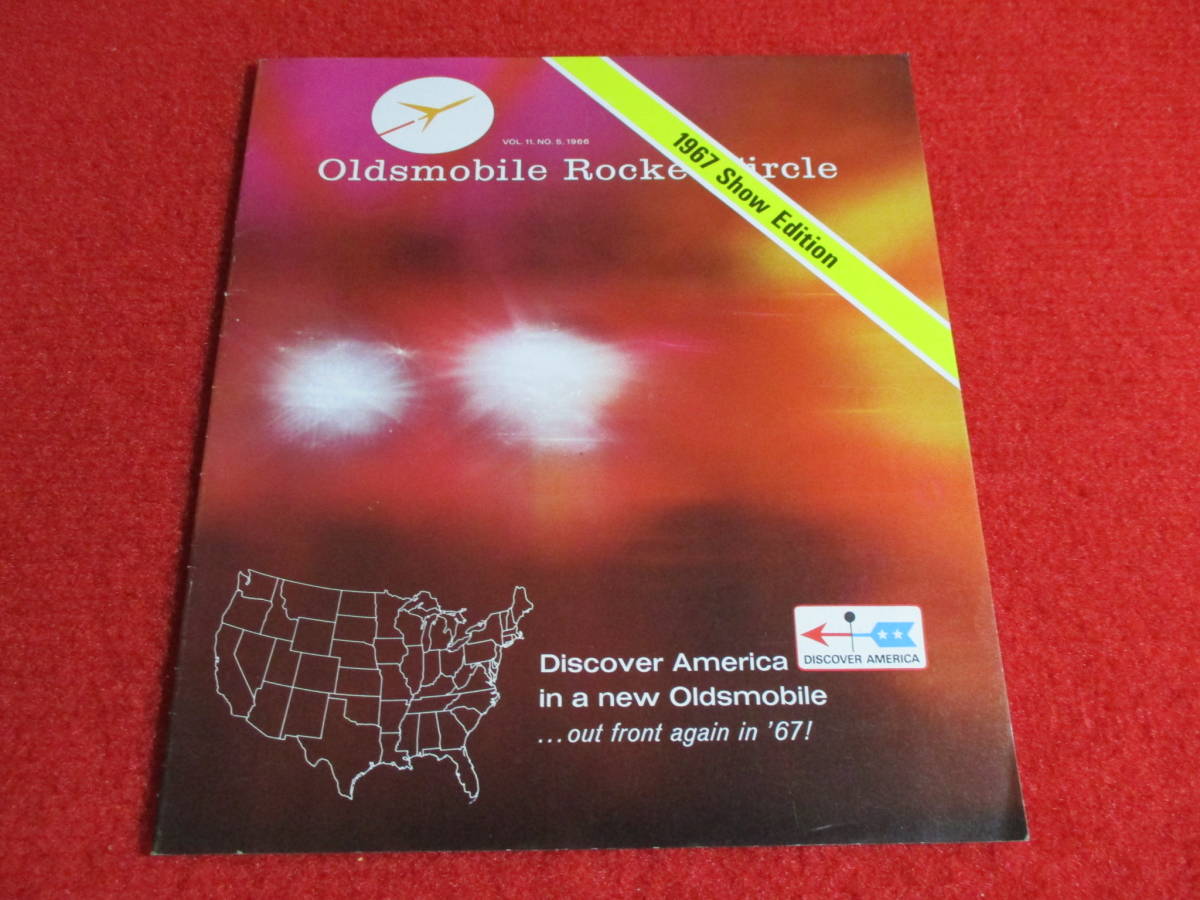 VOL. 11, NO. 5, 1966
Oldsmobile Rocke ircle
1967 Show Edition
DISCOVER AMERICA
Discover America
in a new Oldsmobile
...out front again in '67!